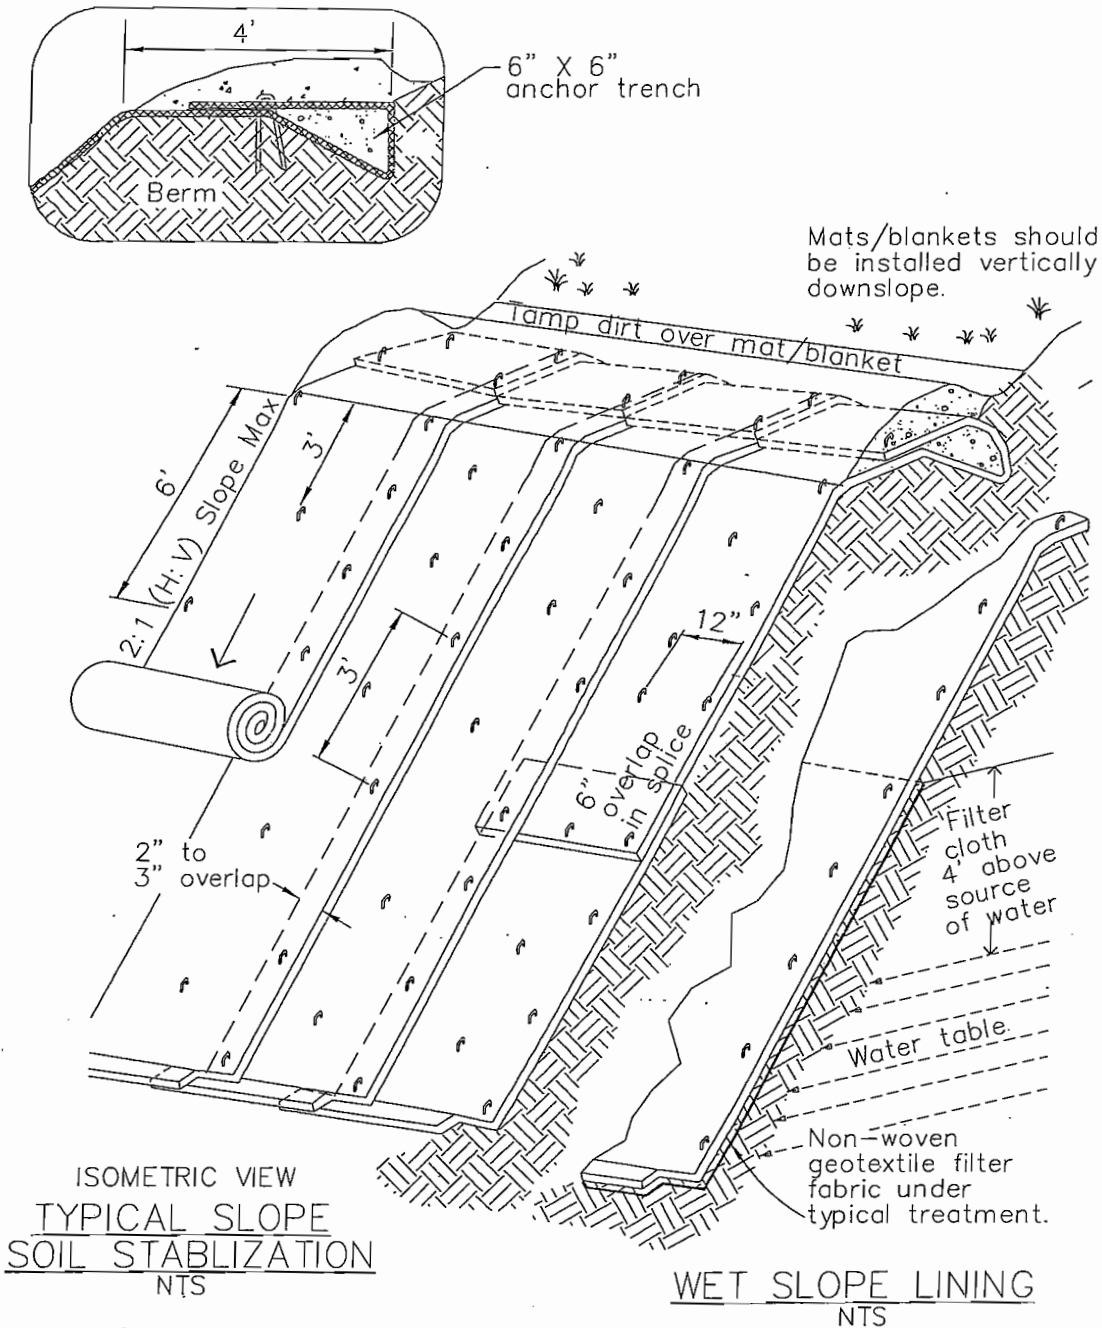 4'
6" X 6"
anchor trench
Berm
Mats/blankets should
be installed vertically
downslope.
Tamp dirt over mat/blanket
6'
2:1 (H:V) Slope Max
3'
3'
12"
6"
overlap
in splice
2" to
3" overlap
Filter
cloth
4' above
source
of water
Water table
Non-woven
geotextile filter
fabric under
typical treatment.
ISOMETRIC VIEW
TYPICAL SLOPE
SOIL STABLIZATION
NTS
WET SLOPE LINING
NTS